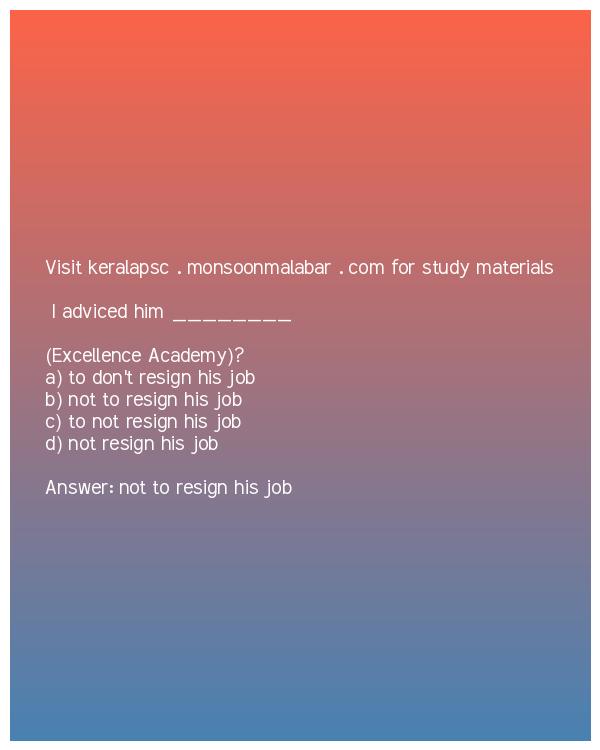 Visit keralapsc . monsoonmalabar . com for study materials
I adviced him ________
(Excellence Academy)?
a) to don't resign his job
b) not to resign his job
c) to not resign his job
d) not resign his job
Answer: not to resign his job